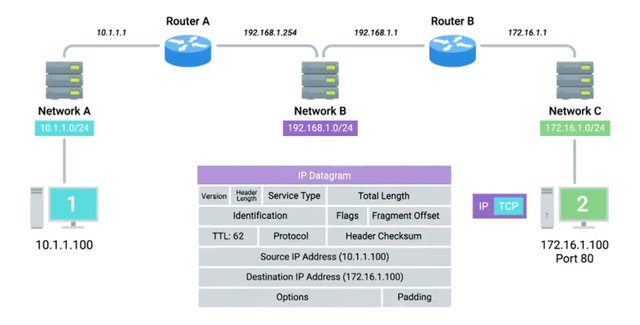 Router A
Router B
10.1.1.1
192.168.1.254
192.168.1.1
172.16.1.1
Network A
10.1.1.0/24
Network B
192.168.1.0/24
Network C
172.16.1.0/24
1
10.1.1.100
IP Datagram
Version Header Length Service Type Total Length
Identification Flags Fragment Offset
TTL: 62 Protocol Header Checksum
Source IP Address (10.1.1.100)
Destination IP Address (172.16.1.100)
Options Padding
IP TCP
2
172.16.1.100
Port 80